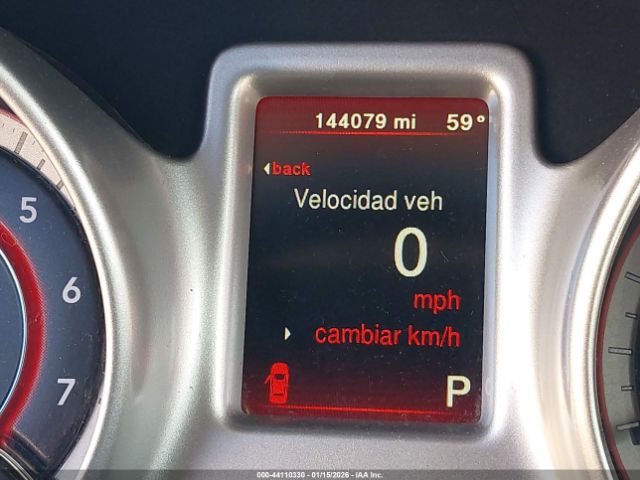 144079 mi 59°
back
Velocidad veh
0
mph
cambiar km/h
P
5
6
7
000-44110330 - 01/15/2026 - IAA Inc.